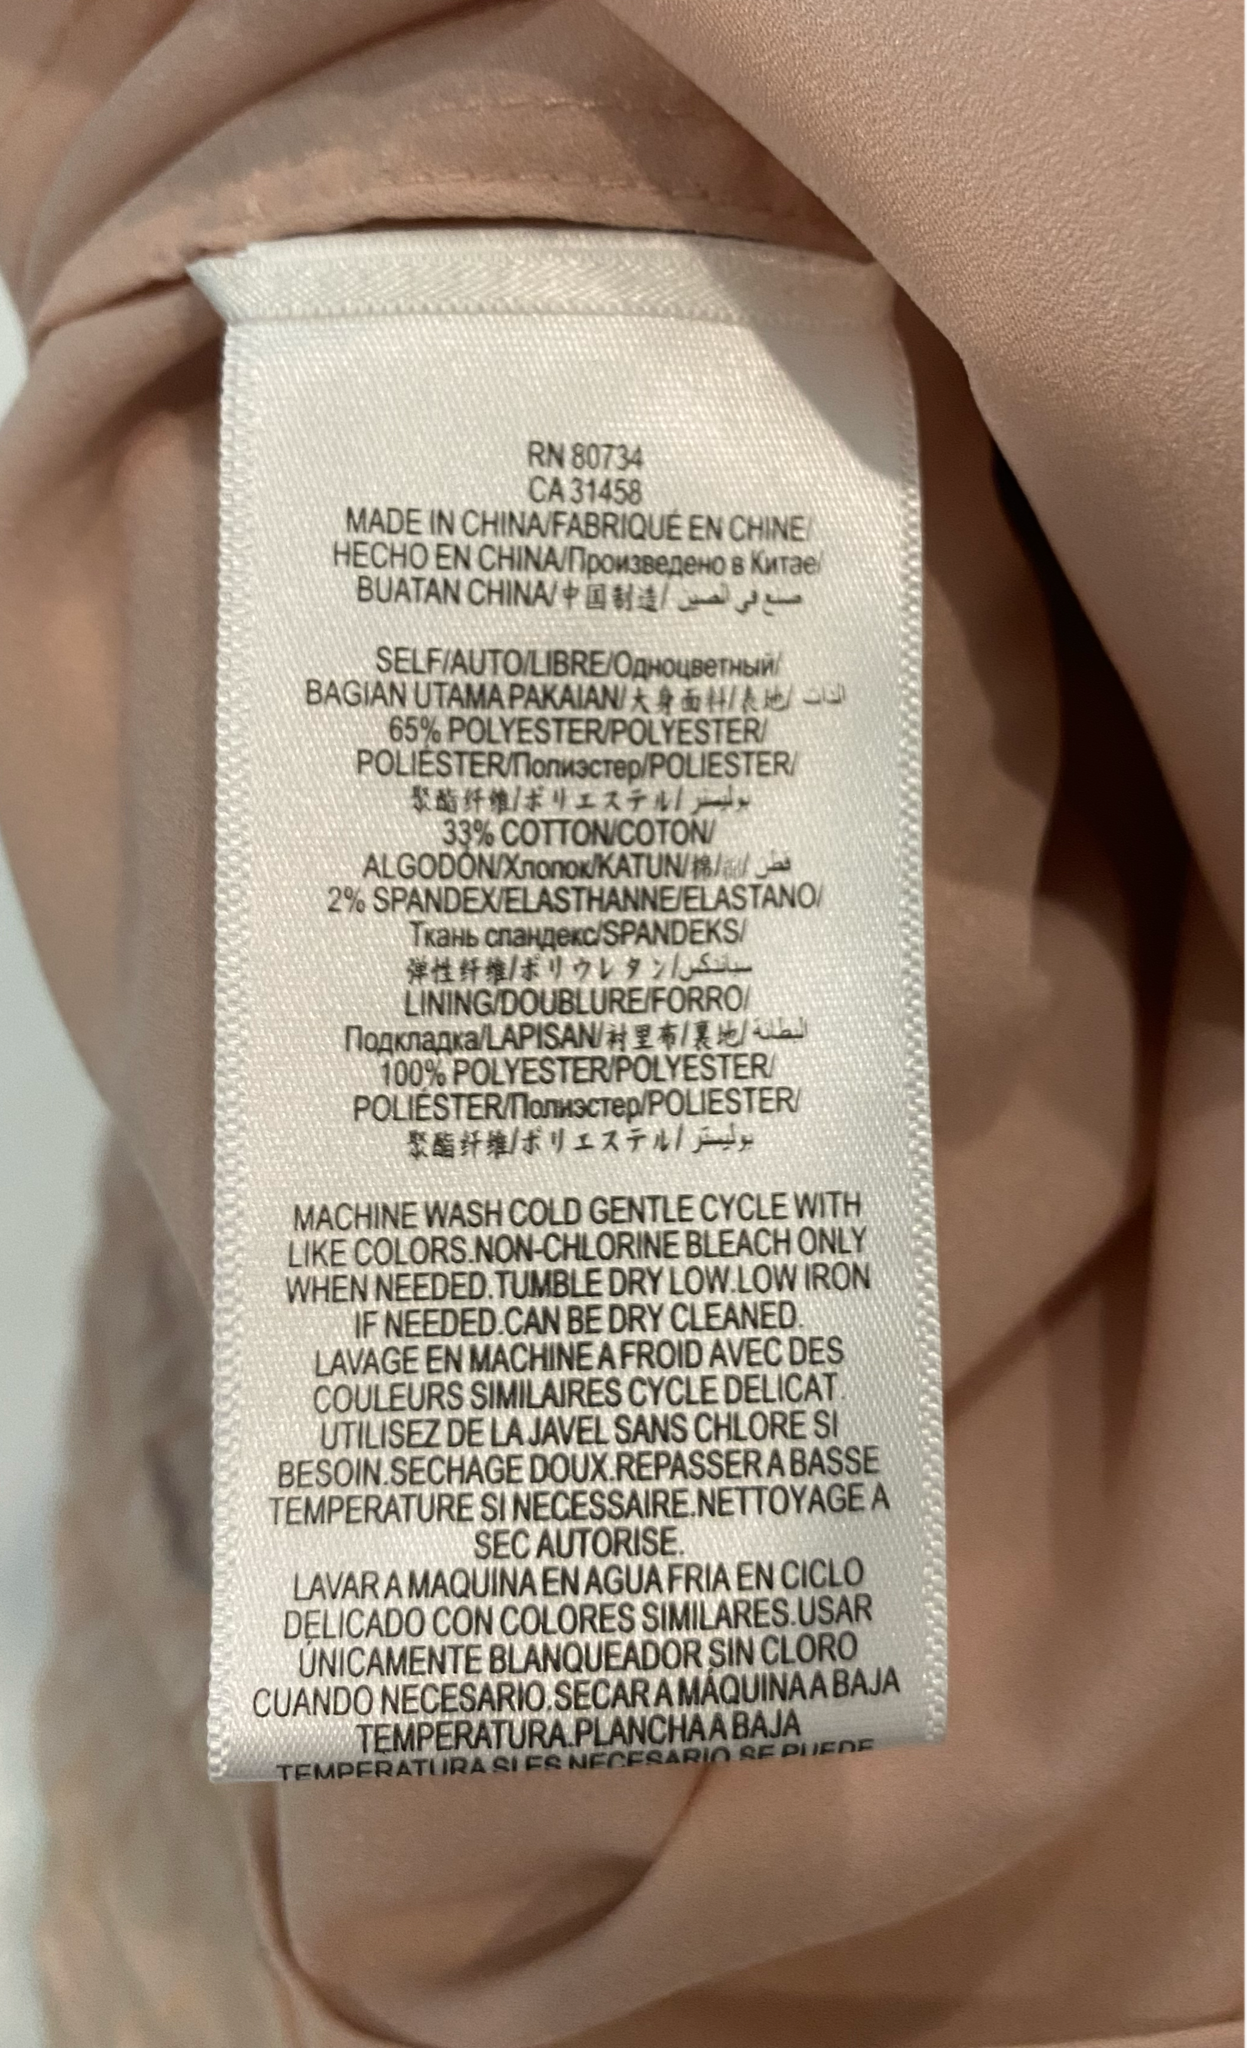 RN 80734
CA 31458
MADE IN CHINA/FABRIQUÉ EN CHINE/
HECHO EN CHINA/Произведено в Китае/
BUATAN CHINA/中国制造/ صنع في الصين
SELF/AUTO/LIBRE/Одноцветный/
BAGIAN UTAMA PAKAIAN/大身面料/表地/ الذات
65% POLYESTER/POLYESTER/
POLIÉSTER/Полиэстер/POLIESTER/
聚酯纤维/ポリエステル/ بوليستر
33% COTTON/COTON/
ALGODÓN/Хлопок/KATUN/棉/綿/ قطن
2% SPANDEX/ELASTHANNE/ELASTANO/
Ткань спандекс/SPANDEKS/
弹性纤维/ポリウレタン/ سباندكس
LINING/DOUBLURE/FORRO/
Подкладка/LAPISAN/衬里布/裏地/ البطانة
100% POLYESTER/POLYESTER/
POLIÉSTER/Полиэстер/POLIESTER/
聚酯纤维/ポリエステル/ بوليستر
MACHINE WASH COLD GENTLE CYCLE WITH
LIKE COLORS.NON-CHLORINE BLEACH ONLY
WHEN NEEDED.TUMBLE DRY LOW.LOW IRON
IF NEEDED.CAN BE DRY CLEANED.
LAVAGE EN MACHINE A FROID AVEC DES
COULEURS SIMILAIRES CYCLE DELICAT.
UTILISEZ DE LA JAVEL SANS CHLORE SI
BESOIN.SECHAGE DOUX.REPASSER A BASSE
TEMPERATURE SI NECESSAIRE.NETTOYAGE A
SEC AUTORISE.
LAVAR A MAQUINA EN AGUA FRIA EN CICLO
DELICADO CON COLORES SIMILARES.USAR
ÚNICAMENTE BLANQUEADOR SIN CLORO
CUANDO NECESARIO.SECAR A MÁQUINA A BAJA
TEMPERATURA.PLANCHA A BAJA
TEMPERATURA SI ES NECESARIO.SE PUEDE